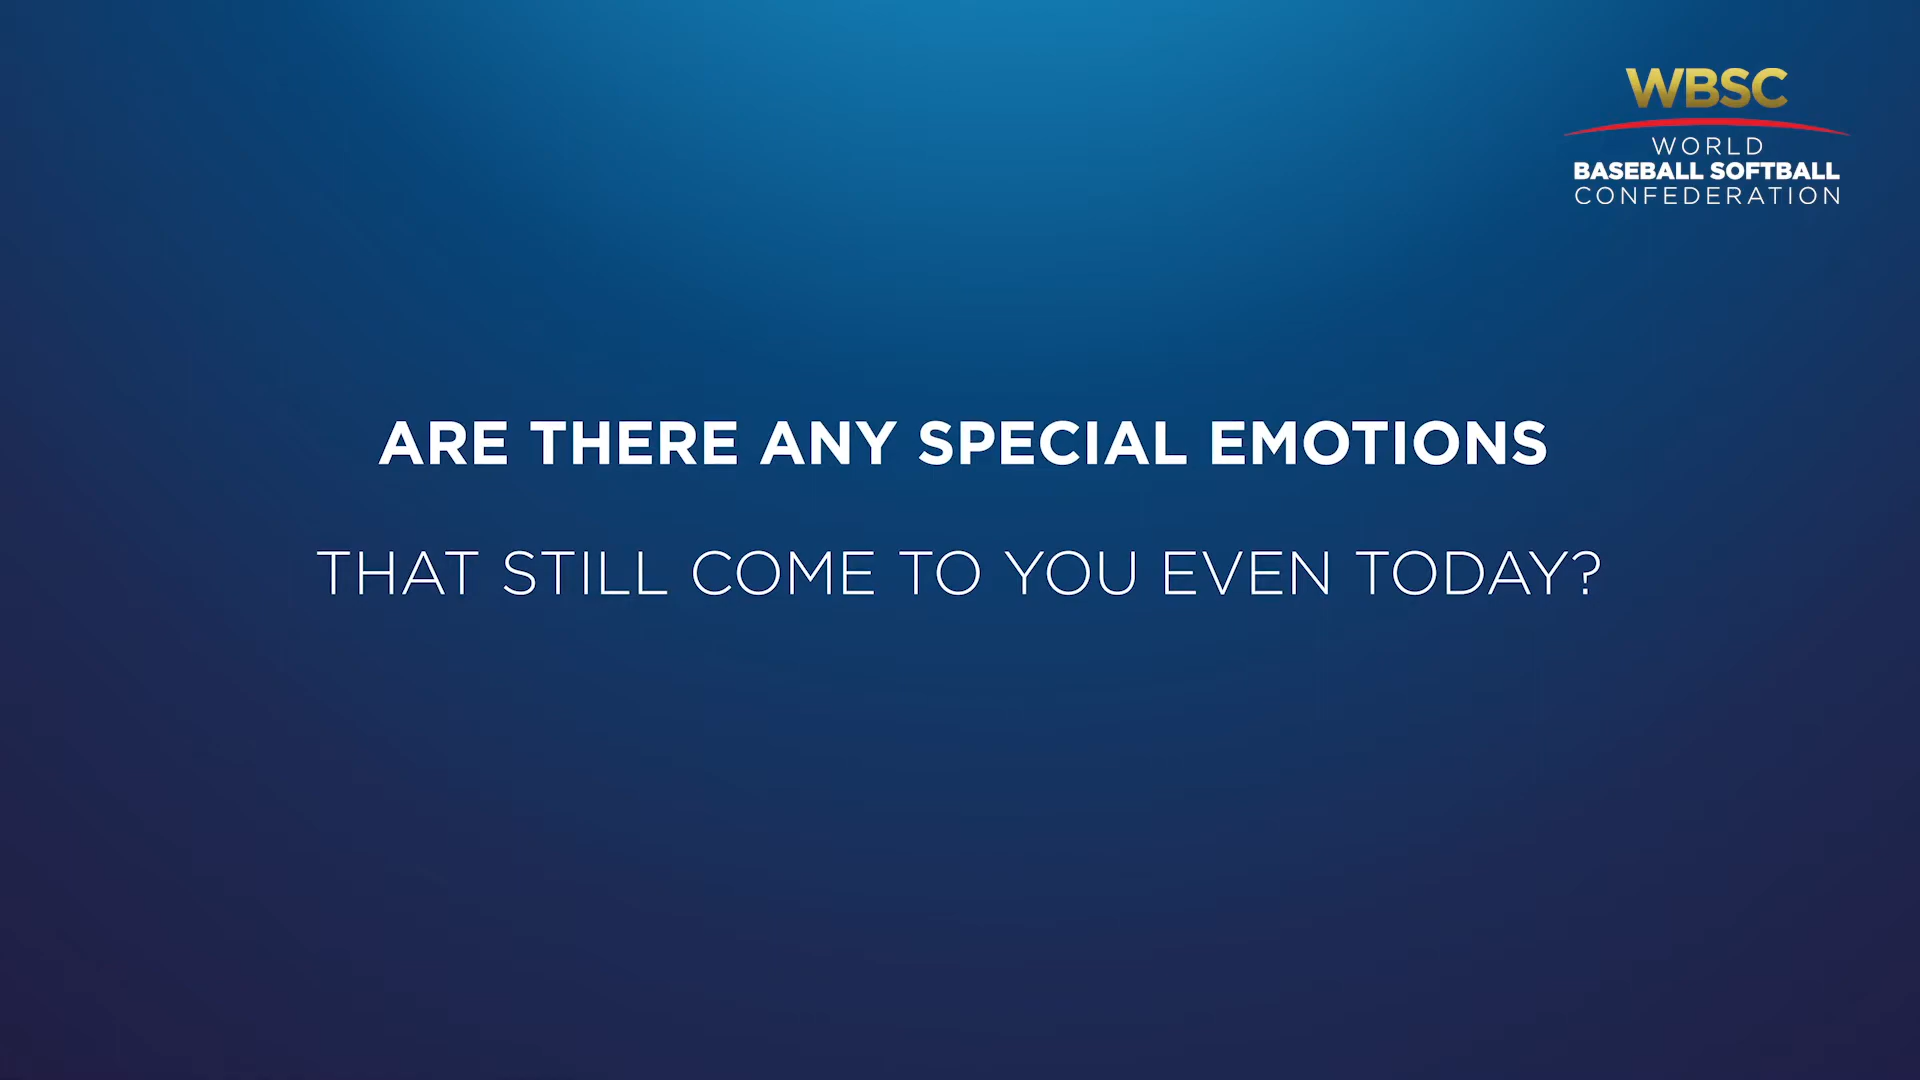 WBSC
WORLD
BASEBALL SOFTBALL
CONFEDERATION
ARE THERE ANY SPECIAL EMOTIONS
THAT STILL COME TO YOU EVEN TODAY?